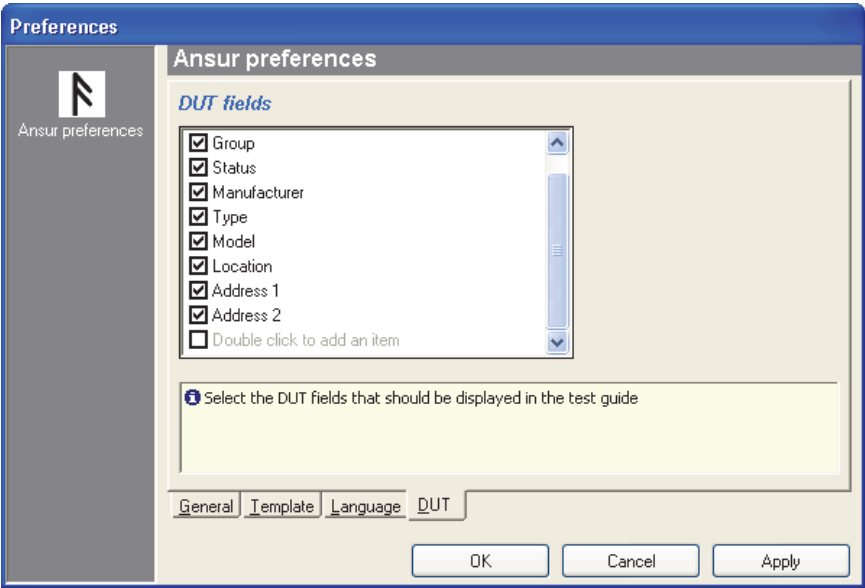 Preferences
Ansur preferences
Ansur preferences
DUT fields
Group
Status
Manufacturer
Type
Model
Location
Address 1
Address 2
Double click to add an item
Select the DUT fields that should be displayed in the test guide
General Template Language DUT
OK Cancel Apply